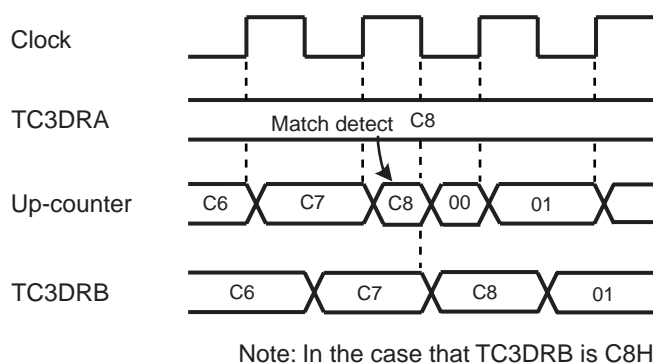 Clock
TC3DRA
Match detect C8
Up-counter C6 C7 C8 00 01
TC3DRB C6 C7 C8 01
Note: In the case that TC3DRB is C8H